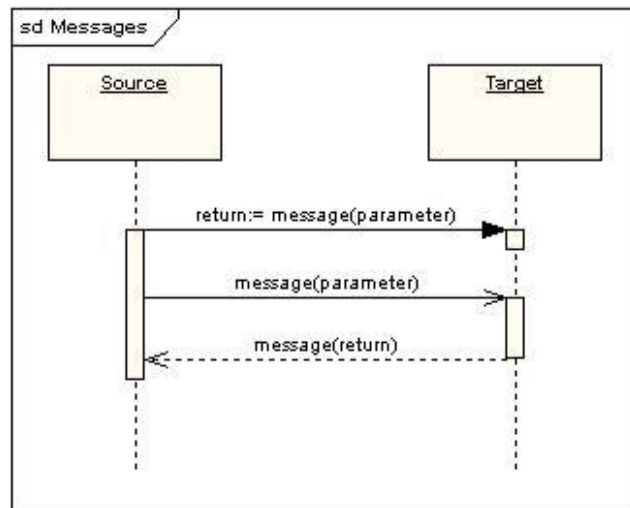 sd Messages
Source
Target
return:= message(parameter)
message(parameter)
message(return)